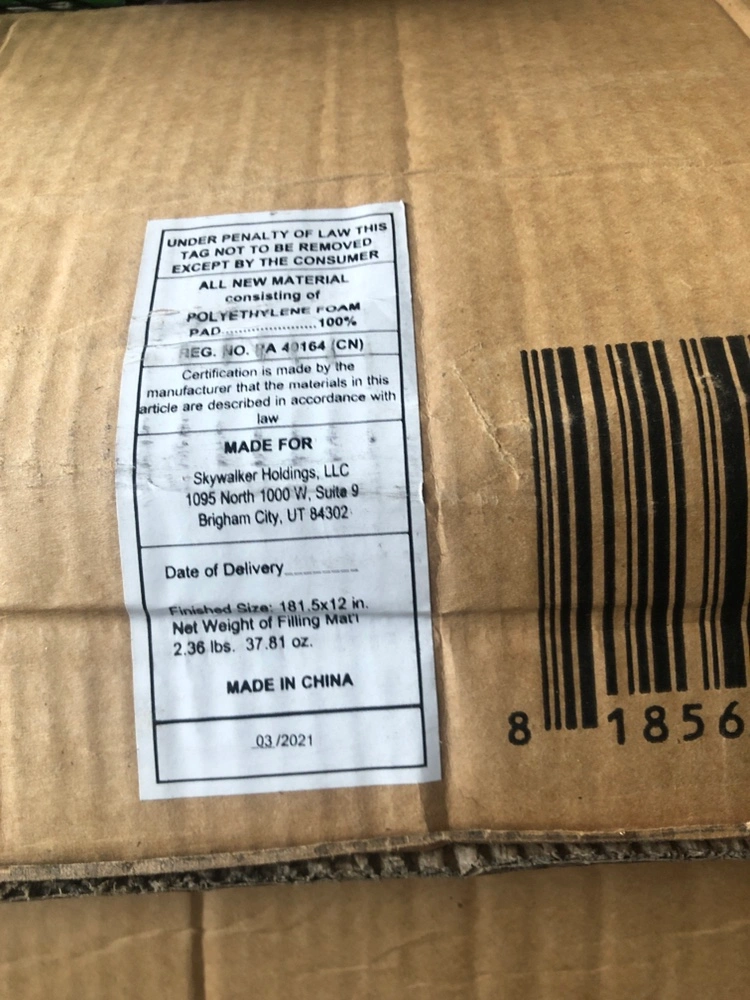 UNDER PENALTY OF LAW THIS
TAG NOT TO BE REMOVED
EXCEPT BY THE CONSUMER
ALL NEW MATERIAL
consisting of
POLYETHYLENE FOAM
PAD......................100%
REG. NO. (CN)
Certification is made by the
manufacturer that the materials in this
article are described in accordance with
law
MADE FOR
Skywalker Holdings, LLC
1095 North 1000 W, Suite 9
Brigham City, UT 84302
Date of Delivery
Finished Size: 181.5x12 in.
Net Weight of Filling Mat'l
2.36 lbs. 37.81 oz.
MADE IN CHINA
03/2021
8 1856